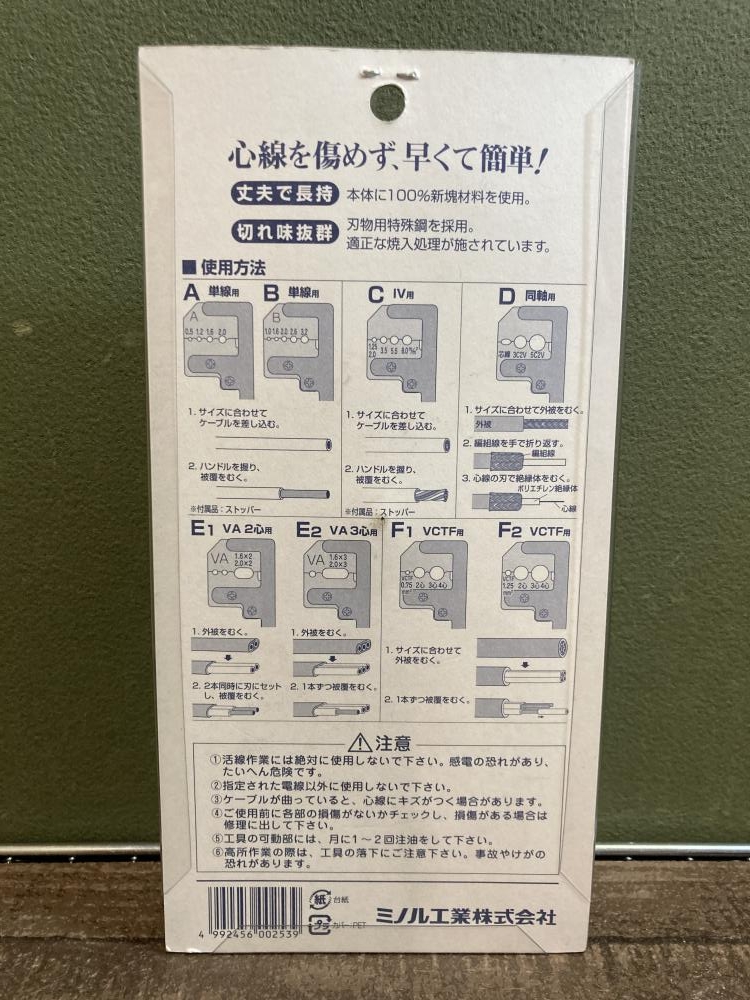 心線を傷めず、早くて簡単!
丈夫で長持 本体に100%新塊材料を使用。
切れ味抜群 刃物用特殊鋼を採用。
適正な焼入処理が施されています。
■使用方法
A 単線用
A
0.5 1.2 1.6 2.0
B 単線用
B
1.0 1.6 2.0 2.6 3.2
1. サイズに合わせて
ケーブルを差し込む。
2. ハンドルを握り、
被覆をむく。
※付属品:ストッパー
C IV用
1.25
2.0 3.5 5.5 8.0m/m²
1. サイズに合わせて
ケーブルを差し込む。
2. ハンドルを握り、
被覆をむく。
※付属品:ストッパー
D 同軸用
芯線 3C2V 5C2V
1. サイズに合わせて外被をむく。
外被
2. 編組線を手で折り返す。
編組線
3. 心線の刃で絶縁体をむく。
ポリエチレン絶縁体
心線
E1 VA 2心用
VA 1.6×2
2.0×2
1. 外被をむく。
2. 2本同時に刃にセット
し、被覆をむく。
E2 VA 3心用
VA 1.6×3
2.0×3
1. 外被をむく。
2. 1本ずつ被覆をむく。
F1 VCTF用
VCTF
0.75 2心 3心4心
mm²
F2 VCTF用
VCTF
1.25 2心 3心4心
mm²
1. サイズに合わせて
外被をむく。
2. 1本ずつ被覆をむく。
注意
①活線作業には絶対に使用しないで下さい。感電の恐れがあり、
たいへん危険です。
②指定された電線以外に使用しないで下さい。
③ケーブルが曲っていると、心線にキズがつく場合があります。
④ご使用前に各部の損傷がないかチェックし、損傷がある場合は
修理に出して下さい。
⑤工具の可動部には、月に1〜2回注油をして下さい。
⑥高所作業の際は、工具の落下にご注意下さい。事故やけがの
恐れがあります。
4 992456 002539
紙 台紙
プラ カバー:PET
ミノル工業株式会社